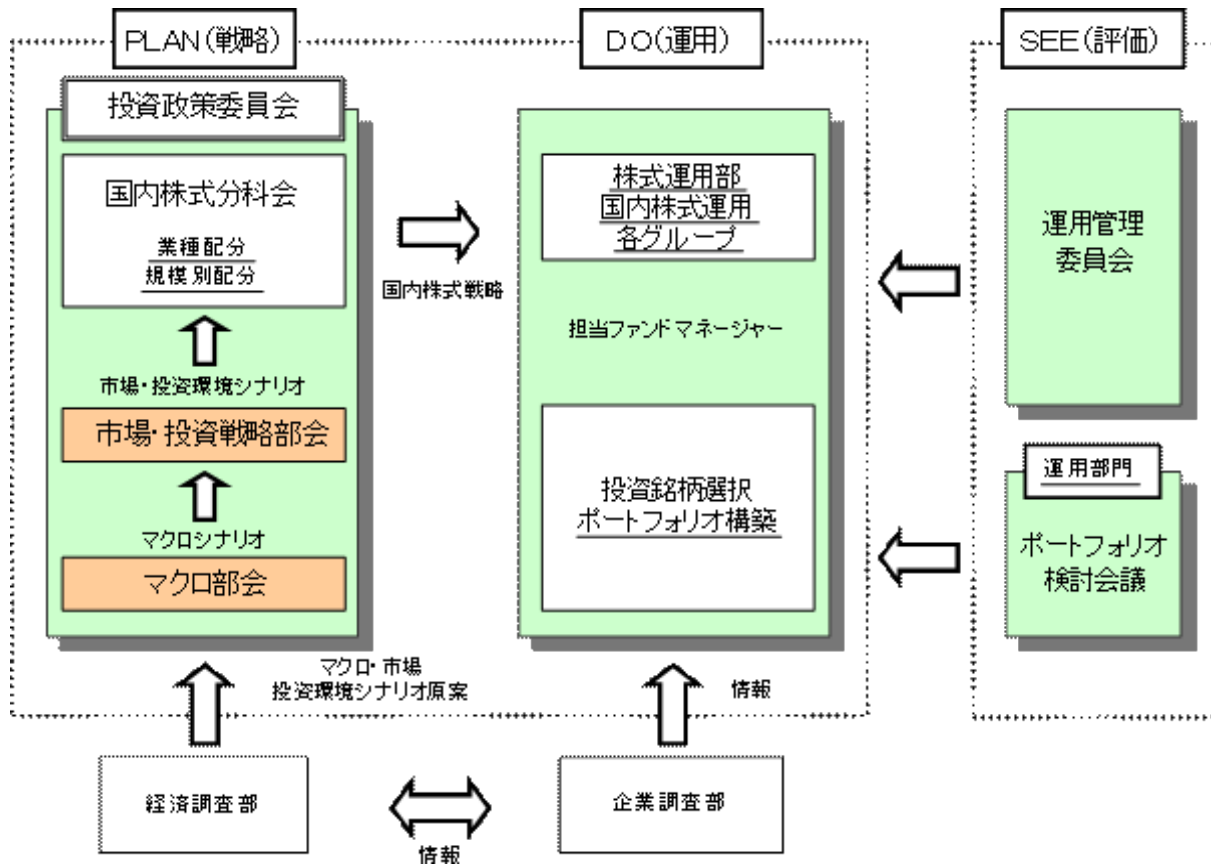 PLAN(戦略)
DO(運用)
SEE(評価)
投資政策委員会
国内株式分科会
業種配分
規模別配分
市場・投資環境シナリオ
市場・投資戦略部会
マクロシナリオ
マクロ部会
国内株式戦略
株式運用部
国内株式運用
各グループ
担当ファンドマネージャー
投資銘柄選択
ポートフォリオ構築
運用管理
委員会
運用部門
ポートフォリオ
検討会議
マクロ・市場
投資環境シナリオ原案
情報
経済調査部
企業調査部
情報